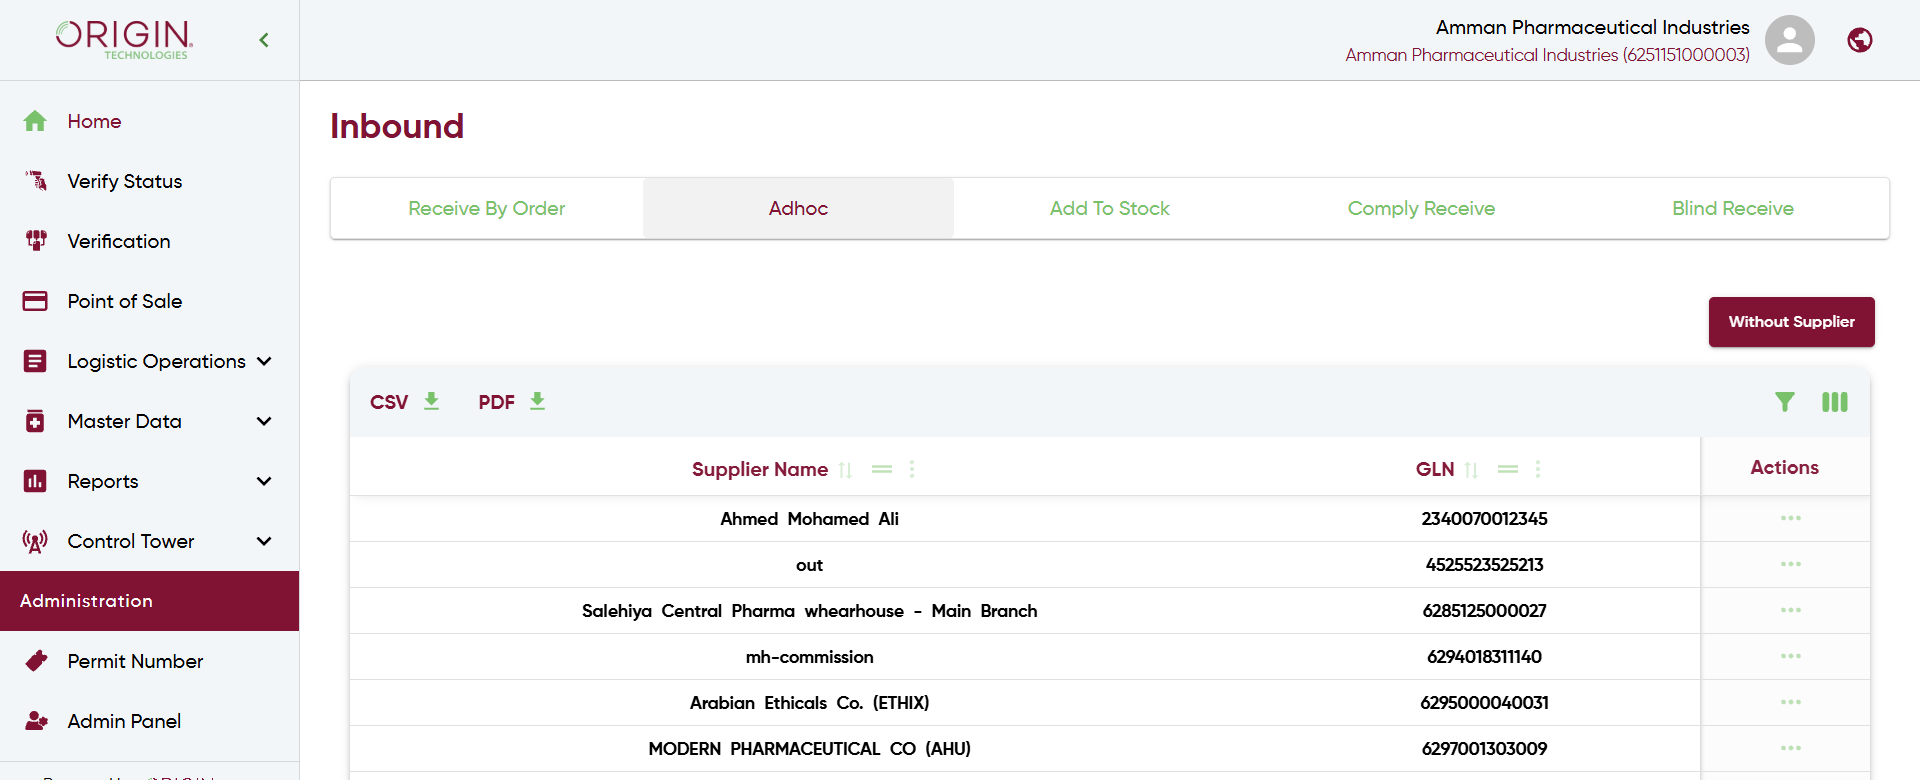 ORIGIN
TECHNOLOGIES
Amman Pharmaceutical Industries
Amman Pharmaceutical Industries (6251151000003)
Home
Verify Status
Verification
Point of Sale
Logistic Operations
Master Data
Reports
Control Tower
Administration
Permit Number
Admin Panel
Inbound
Receive By Order Adhoc Add To Stock Comply Receive Blind Receive
Without Supplier
CSV PDF
Supplier Name GLN Actions
Ahmed Mohamed Ali 2340070012345
out 4525523525213
Salehiya Central Pharma whearhouse - Main Branch 6285125000027
mh-commission 6294018311140
Arabian Ethicals Co. (ETHIX) 6295000040031
MODERN PHARMACEUTICAL CO (AHU) 6297001303009